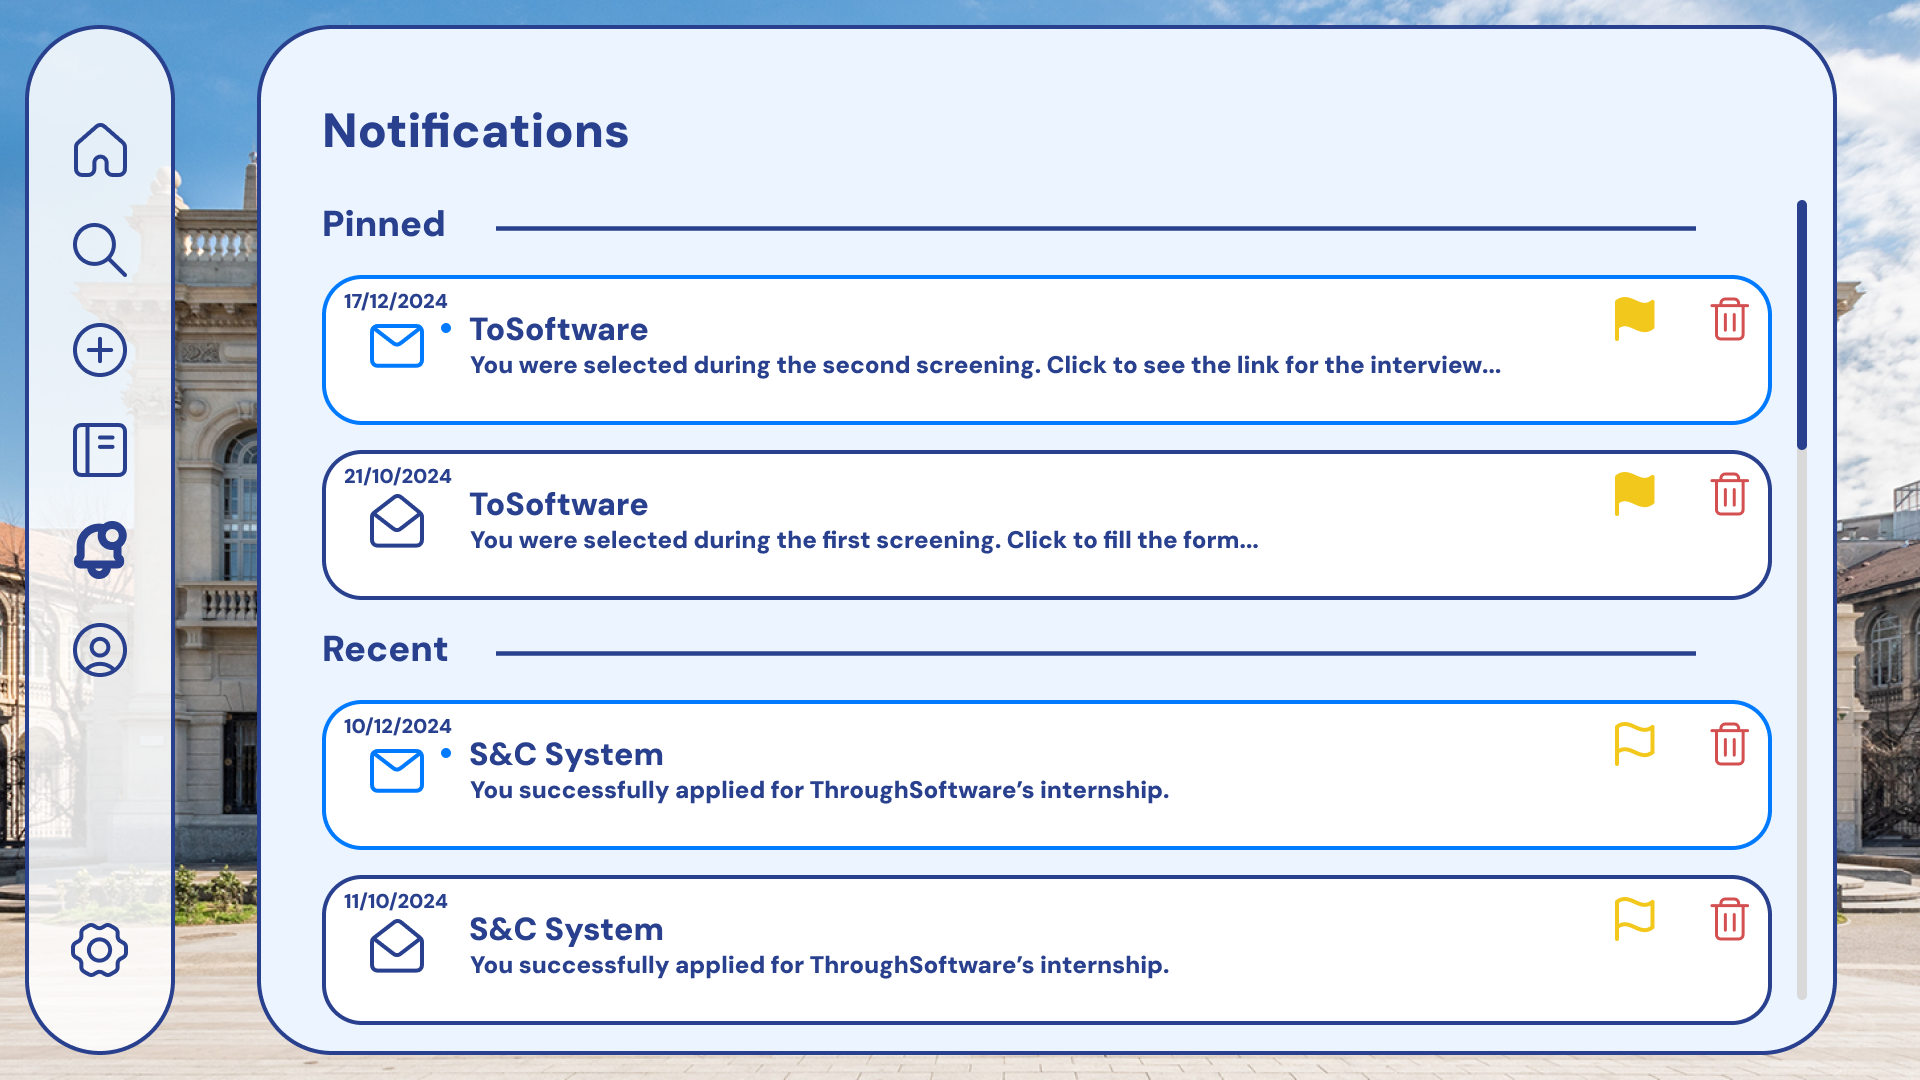 Notifications
Pinned
17/12/2024
ToSoftware
You were selected during the second screening. Click to see the link for the interview...
21/10/2024
ToSoftware
You were selected during the first screening. Click to fill the form...
Recent
10/12/2024
S&C System
You successfully applied for ThroughSoftware’s internship.
11/10/2024
S&C System
You successfully applied for ThroughSoftware’s internship.